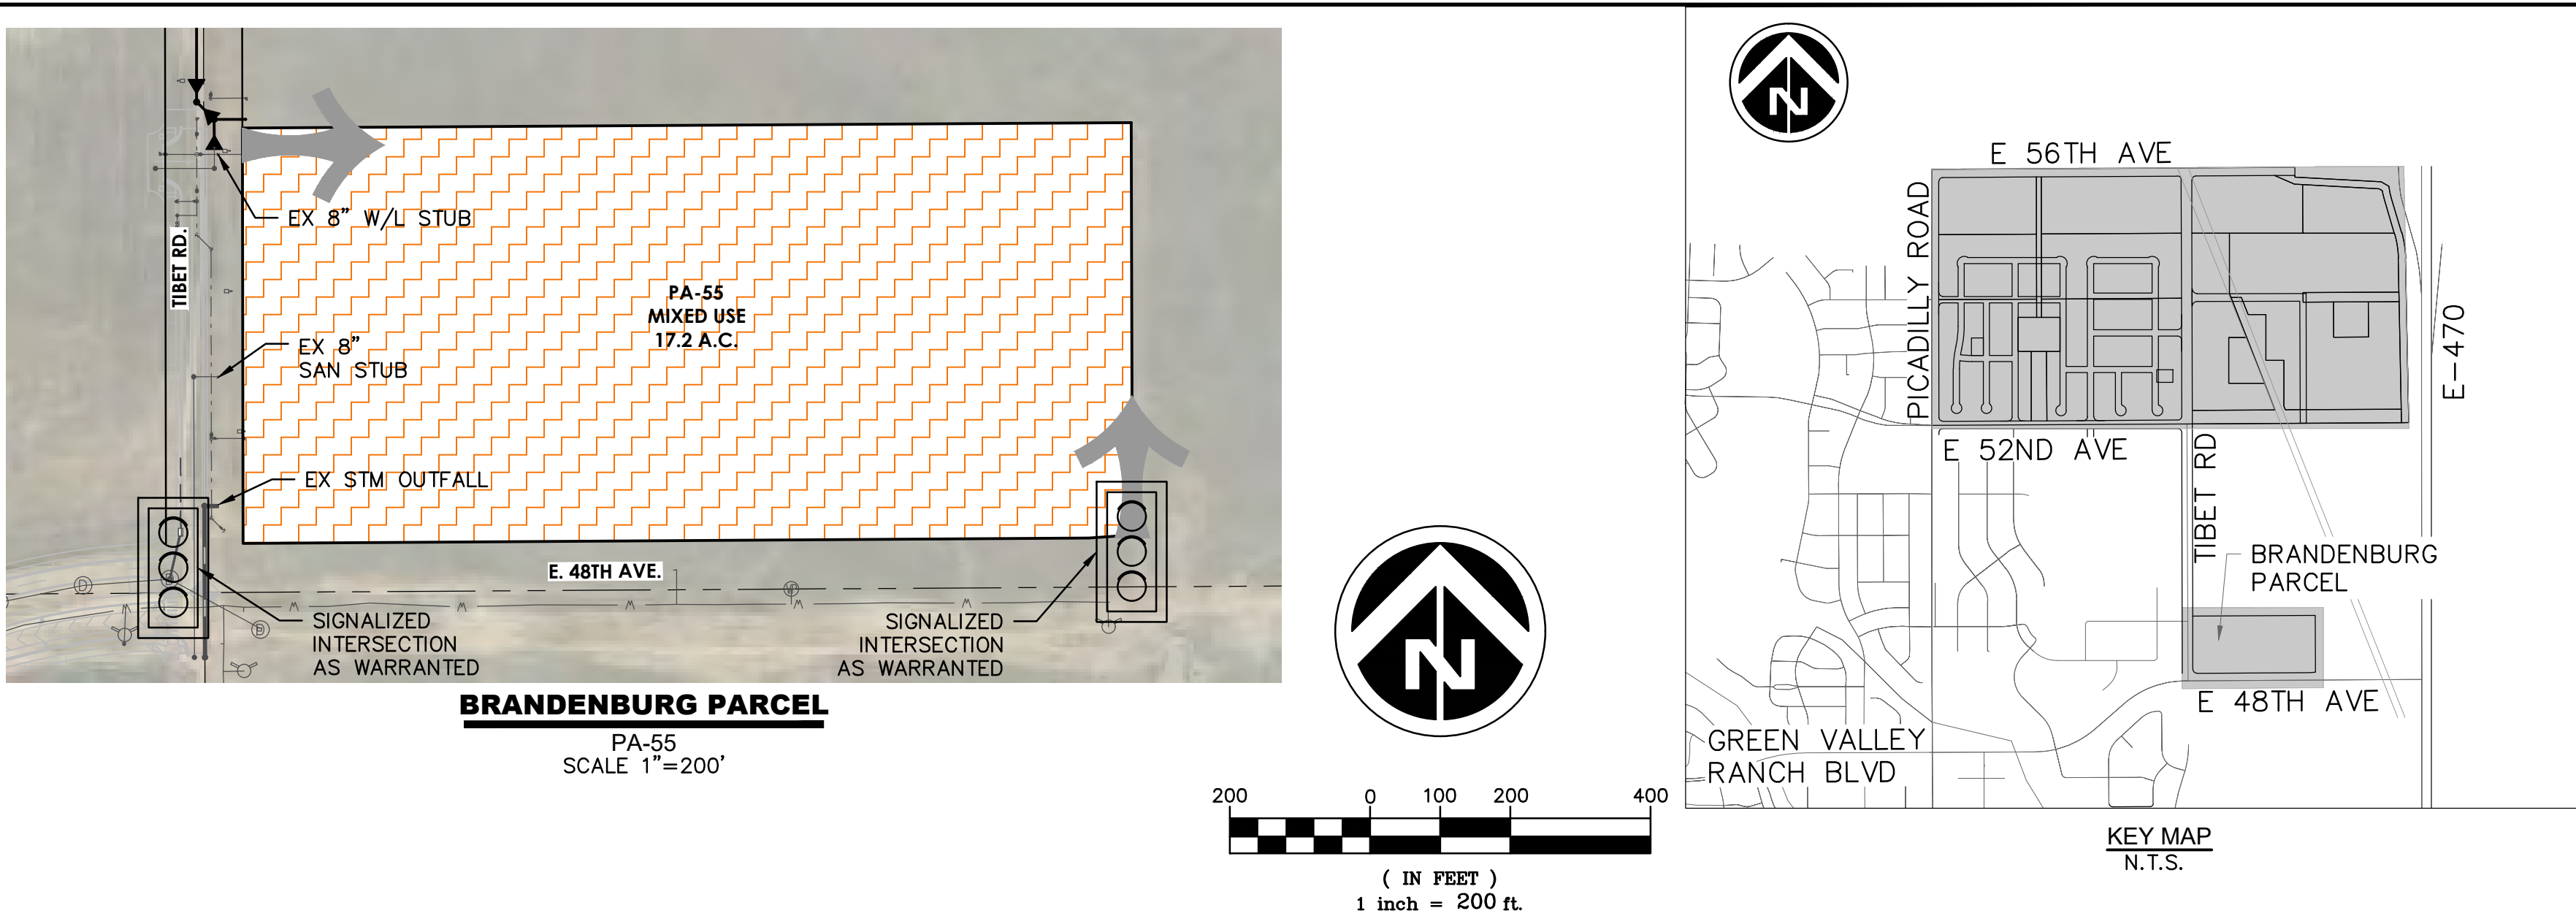 TIBET RD.
EX 8” W/L STUB
PA-55
MIXED USE
17.2 A.C.
EX 8”
SAN STUB
EX STM OUTFALL
E. 48TH AVE.
SIGNALIZED
INTERSECTION
AS WARRANTED
SIGNALIZED
INTERSECTION
AS WARRANTED
BRANDENBURG PARCEL
PA-55
SCALE 1”=200’
N
200 0 100 200 400
( IN FEET )
1 inch = 200 ft.
N
E 56TH AVE
PICADILLY ROAD
E-470
E 52ND AVE
TIBET RD
BRANDENBURG
PARCEL
E 48TH AVE
GREEN VALLEY
RANCH BLVD
KEY MAP
N.T.S.